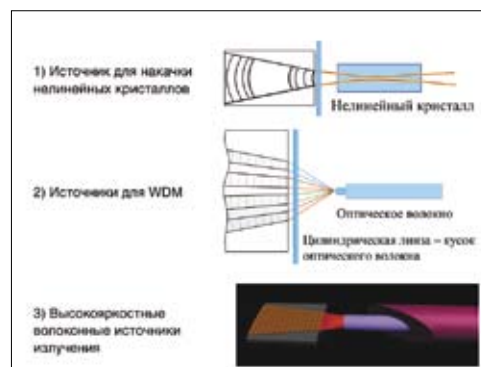 1) Источник для накачки
нелинейных кристаллов
Нелинейный кристалл
2) Источники для WDM
Оптическое волокно
Цилиндрическая линза – кусок
оптического волокна
3) Высокояркостные
волоконные источники
излучения